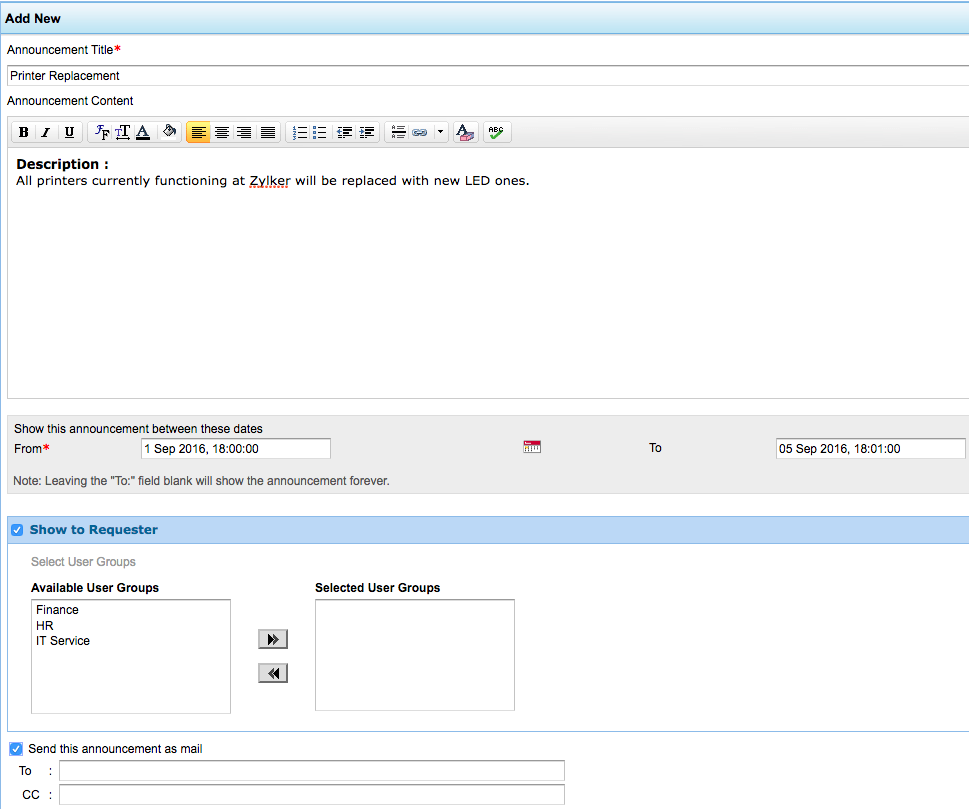 Add New
Announcement Title*
Printer Replacement
Announcement Content
B I U F T A ABC
Description :
All printers currently functioning at Zylker will be replaced with new LED ones.
Show this announcement between these dates
From* 1 Sep 2016, 18:00:00 To 05 Sep 2016, 18:01:00
Note: Leaving the "To:" field blank will show the announcement forever.
Show to Requester
Select User Groups
Available User Groups Selected User Groups
Finance
HR
IT Service
Send this announcement as mail
To :
CC :